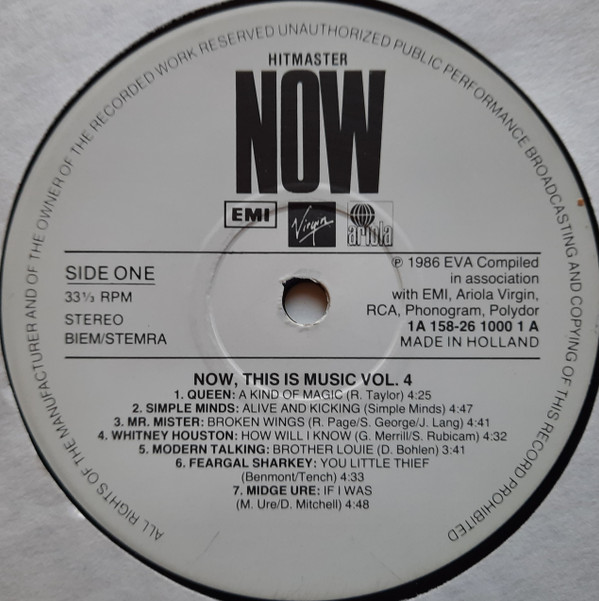 ALL RIGHTS OF THE MANUFACTURER AND OF THE OWNER OF THE RECORDED WORK RESERVED UNAUTHORIZED PUBLIC PERFORMANCE BROADCASTING AND COPYING OF THIS RECORD PROHIBITED
HITMASTER
NOW
EMI
Virgin
ariola
SIDE ONE
33⅓ RPM
STEREO
BIEM/STEMRA
℗ 1986 EVA Compiled
in association
with EMI, Ariola Virgin,
RCA, Phonogram, Polydor
1A 158-26 1000 1 A
MADE IN HOLLAND
NOW, THIS IS MUSIC VOL. 4
1. QUEEN: A KIND OF MAGIC (R. Taylor) 4:25
2. SIMPLE MINDS: ALIVE AND KICKING (Simple Minds) 4:47
3. MR. MISTER: BROKEN WINGS (R. Page/S. George/J. Lang) 4:41
4. WHITNEY HOUSTON: HOW WILL I KNOW (G. Merrill/S. Rubicam) 4:32
5. MODERN TALKING: BROTHER LOUIE (D. Bohlen) 3:41
6. FEARGAL SHARKEY: YOU LITTLE THIEF
(Benmont/Tench) 4:33
7. MIDGE URE: IF I WAS
(M. Ure/D. Mitchell) 4:48